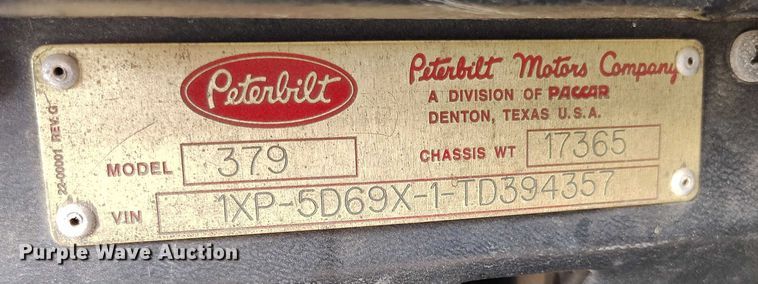 Peterbilt
Peterbilt Motors Company
A DIVISION OF PACCAR
DENTON, TEXAS U.S.A.
MODEL 379
CHASSIS WT 17365
VIN 1XP-5D69X-1-TD394357
22-00001 REV. G
Purple Wave Auction